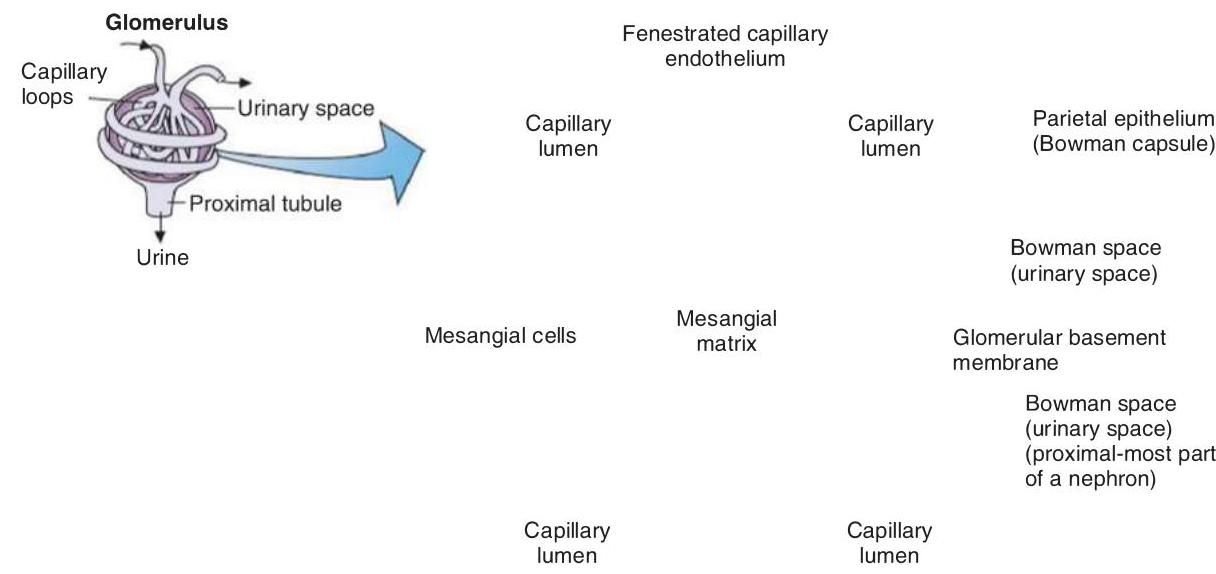 Glomerulus
Capillary
loops
Urinary space
Proximal tubule
Urine
Fenestrated capillary
endothelium
Capillary
lumen
Capillary
lumen
Parietal epithelium
(Bowman capsule)
Bowman space
(urinary space)
Mesangial cells
Mesangial
matrix
Glomerular basement
membrane
Bowman space
(urinary space)
(proximal-most part
of a nephron)
Capillary
lumen
Capillary
lumen